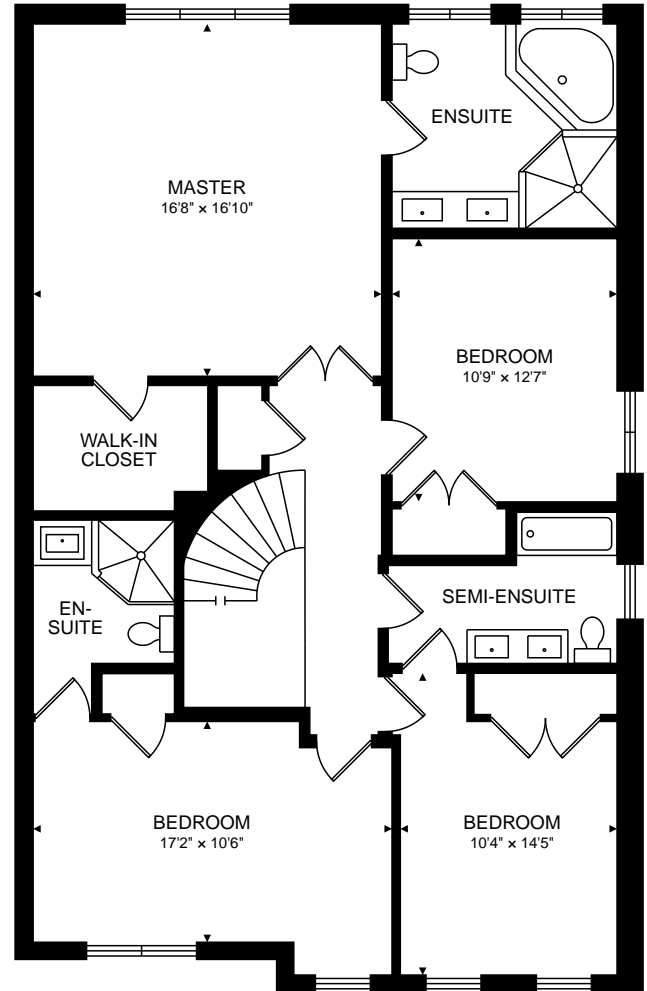 ENSUITE
MASTER
16'8" × 16'10"
BEDROOM
10'9" × 12'7"
WALK-IN
CLOSET
EN-
SUITE
SEMI-ENSUITE
BEDROOM
17'2" × 10'6"
BEDROOM
10'4" × 14'5"